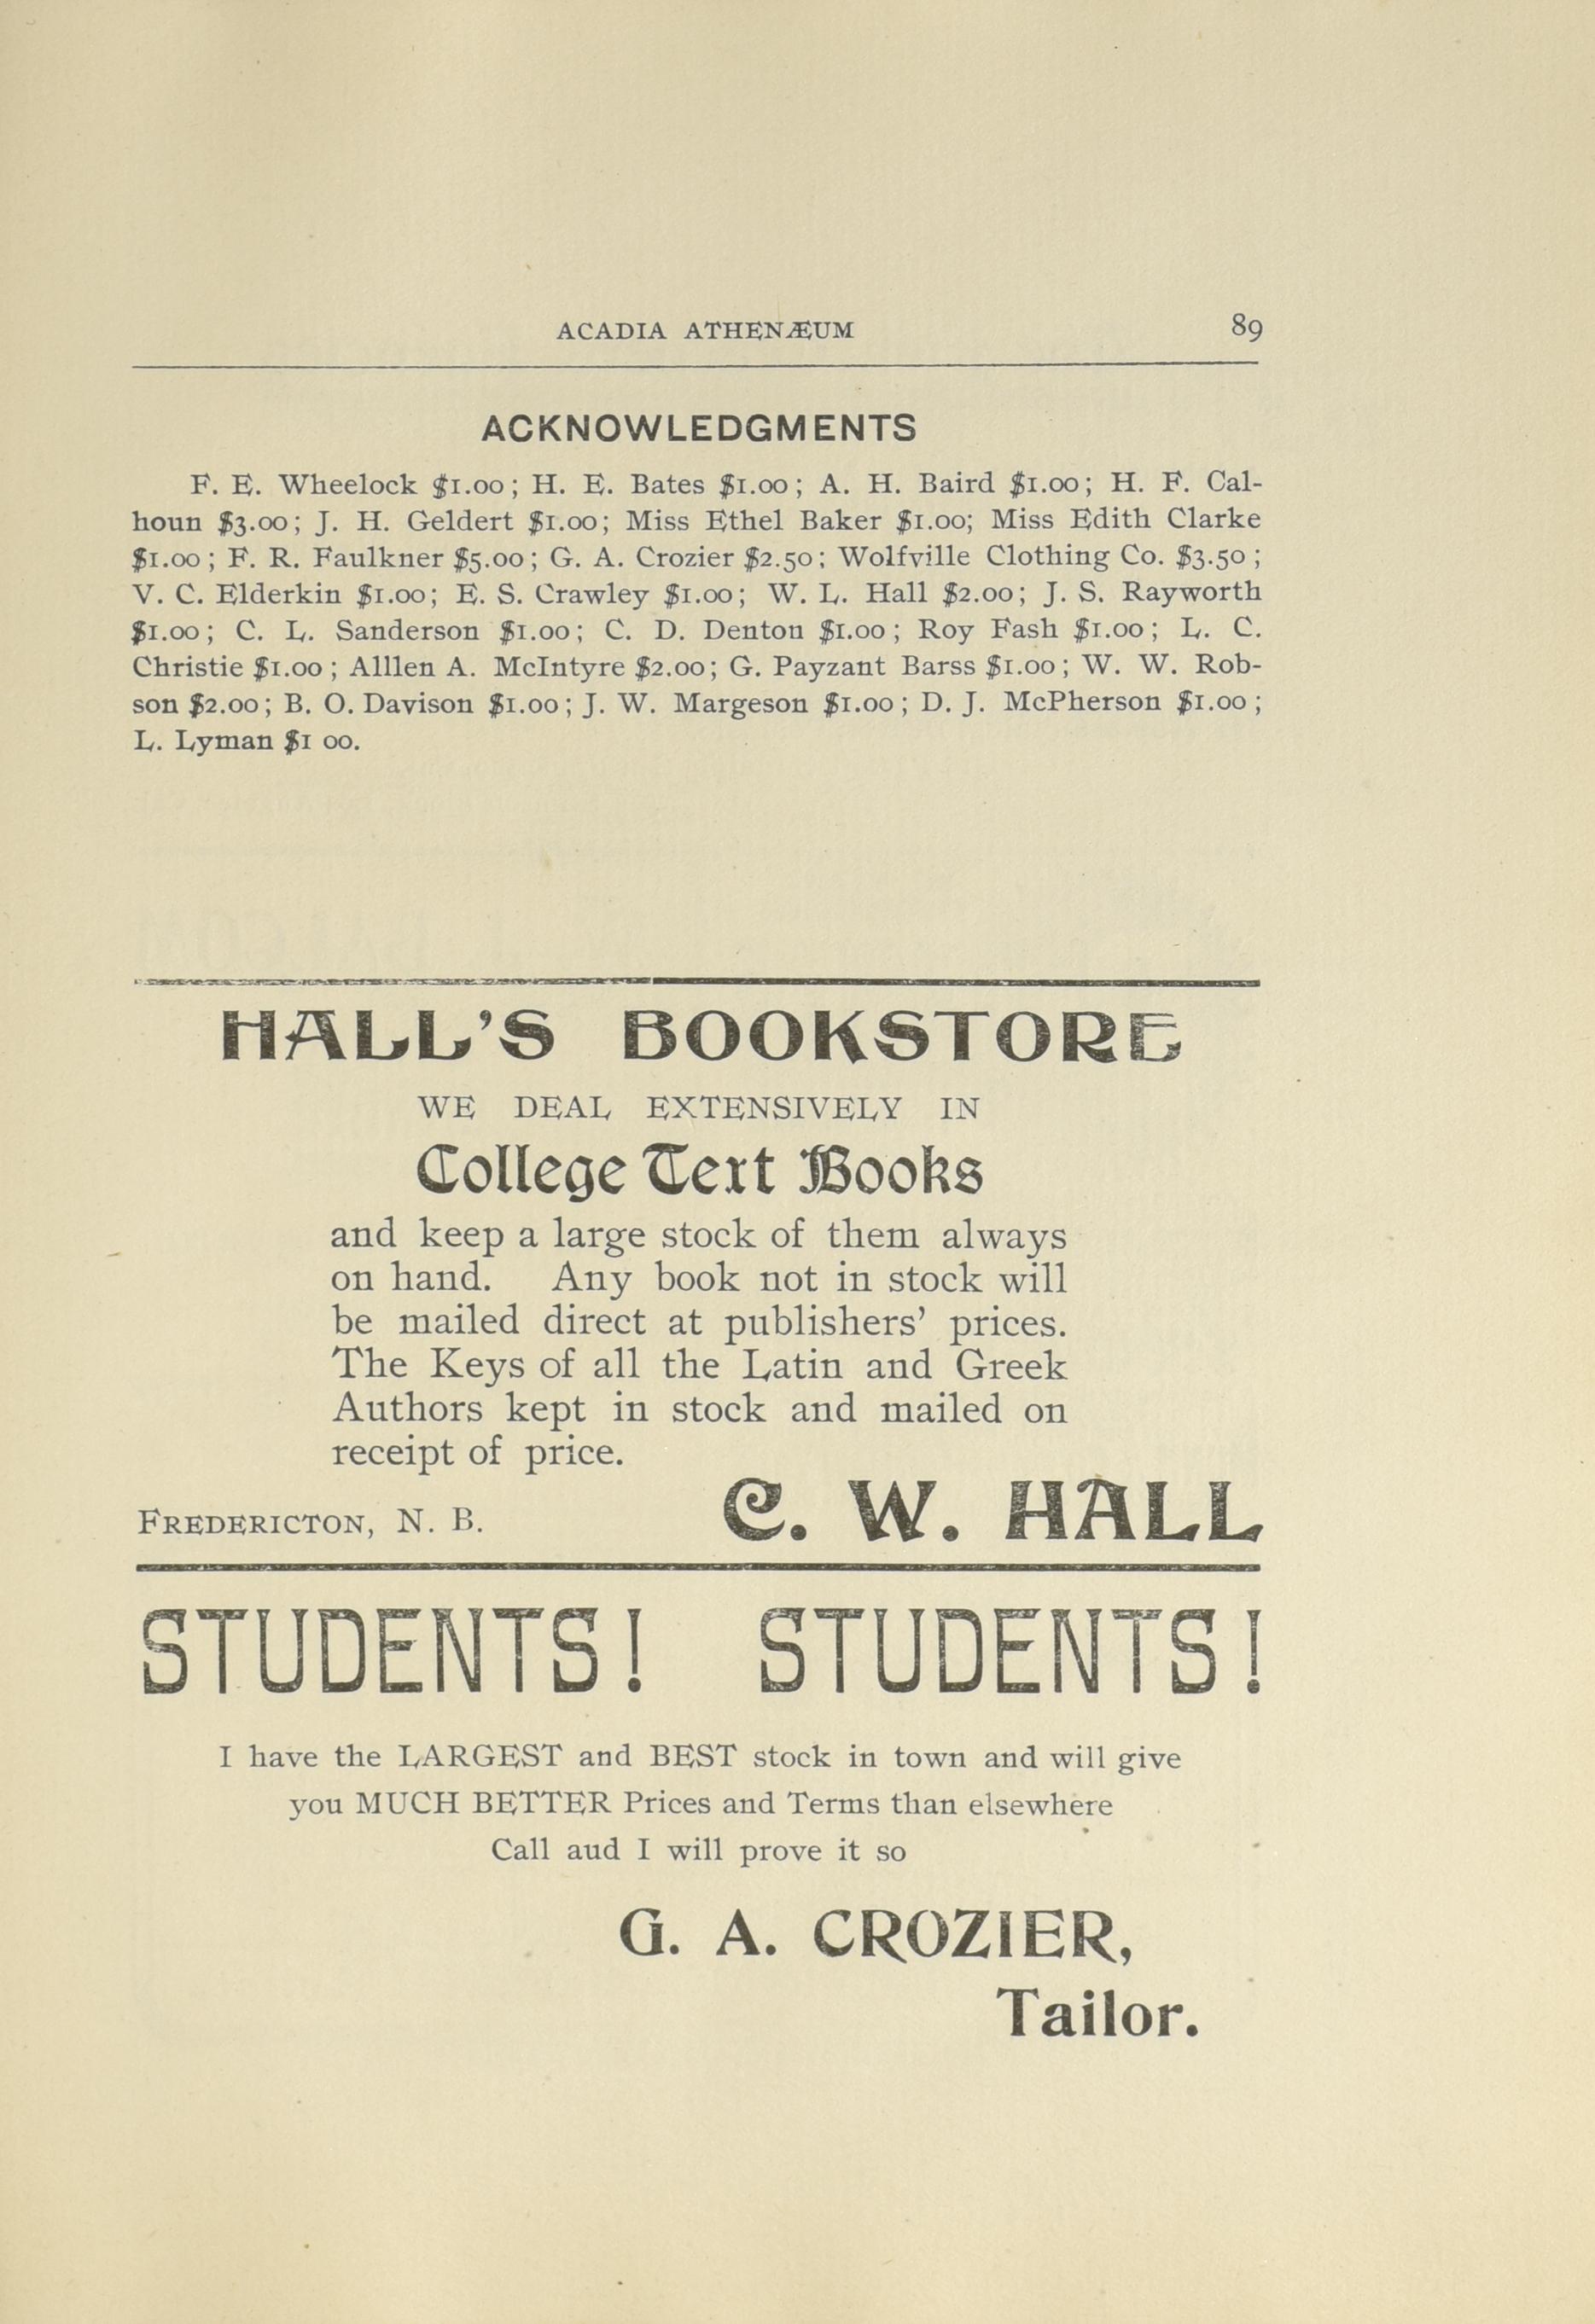 ACADIA ATHENÆUM 89
ACKNOWLEDGMENTS
F. E. Wheelock $1.00; H. E. Bates $1.00; A. H. Baird $1.00; H. F. Cal-
houn $3.00; J. H. Geldert $1.00; Miss Ethel Baker $1.00; Miss Edith Clarke
$1.00; F. R. Faulkner $5.00; G. A. Crozier $2.50; Wolfville Clothing Co. $3.50;
V. C. Elderkin $1.00; E. S. Crawley $1.00; W. L. Hall $2.00; J. S. Rayworth
$1.00; C. L. Sanderson $1.00; C. D. Denton $1.00; Roy Fash $1.00; L. C.
Christie $1.00; Alllen A. McIntyre $2.00; G. Payzant Barss $1.00; W. W. Rob-
son $2.00; B. O. Davison $1.00; J. W. Margeson $1.00; D. J. McPherson $1.00;
L. Lyman $1 00.
HALL'S BOOKSTORE
WE DEAL EXTENSIVELY IN
College Text Books
and keep a large stock of them always
on hand. Any book not in stock will
be mailed direct at publishers' prices.
The Keys of all the Latin and Greek
Authors kept in stock and mailed on
receipt of price.
FREDERICTON, N. B. C. W. HALL
STUDENTS! STUDENTS!
I have the LARGEST and BEST stock in town and will give
you MUCH BETTER Prices and Terms than elsewhere
Call aud I will prove it so
G. A. CROZIER,
Tailor.